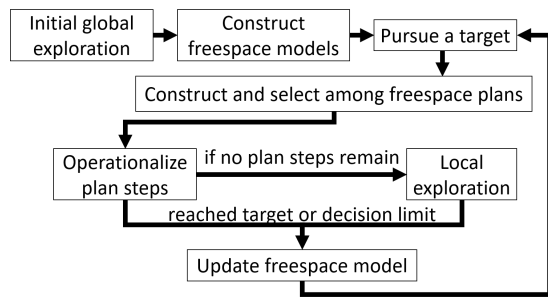 Initial global
exploration
Construct
freespace models
Pursue a target
Construct and select among freespace plans
Operationalize
plan steps
if no plan steps remain
Local
exploration
reached target or decision limit
Update freespace model